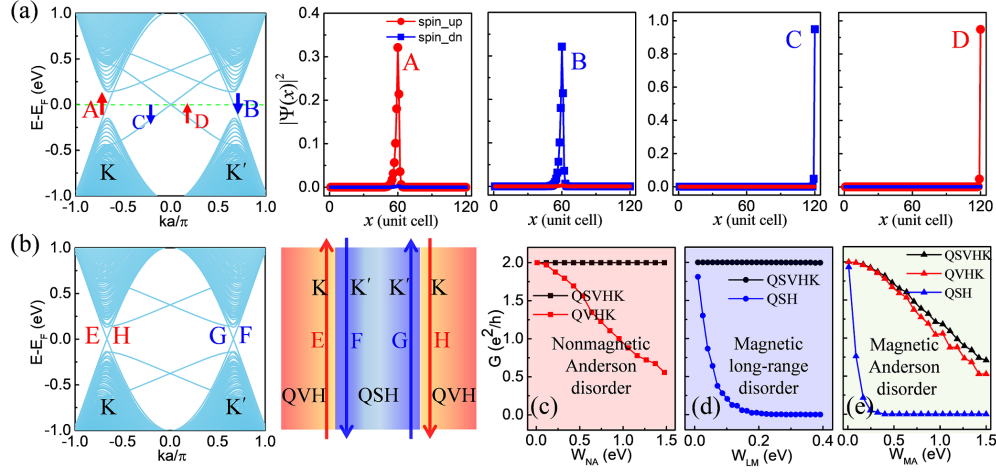 (a)
1.0
0.5
0.0
-0.5
-1.0
E-E_F (eV)
A
B
C
D
K
K′
-1.0 -0.5 0.0 0.5 1.0
ka/π
|Ψ(x)|²
0.4
0.3
0.2
0.1
0.0
spin_up
spin_dn
A
0 60 120
x (unit cell)
B
0 60 120
x (unit cell)
1.0
0.8
0.6
0.4
0.2
0.0
C
0 60 120
x (unit cell)
D
0 60 120
x (unit cell)
(b)
1.0
0.5
0.0
-0.5
-1.0
E-E_F (eV)
E H
G F
K
K′
-1.0 -0.5 0.0 0.5 1.0
ka/π
K K′ K′ K
E F G H
QVH QSH QVH
G (e²/h)
2.0
1.5
1.0
0.5
0.0
QSVHK
QVHK
Nonmagnetic
Anderson
disorder
(c)
0.0 0.5 1.0 1.5
W_NA (eV)
QSVHK
QSH
Magnetic
long-range
disorder
(d)
0.0 0.2 0.4
W_LM (eV)
QSVHK
QVHK
QSH
Magnetic
Anderson
disorder
(e)
0.0 0.5 1.0 1.5
W_MA (eV)